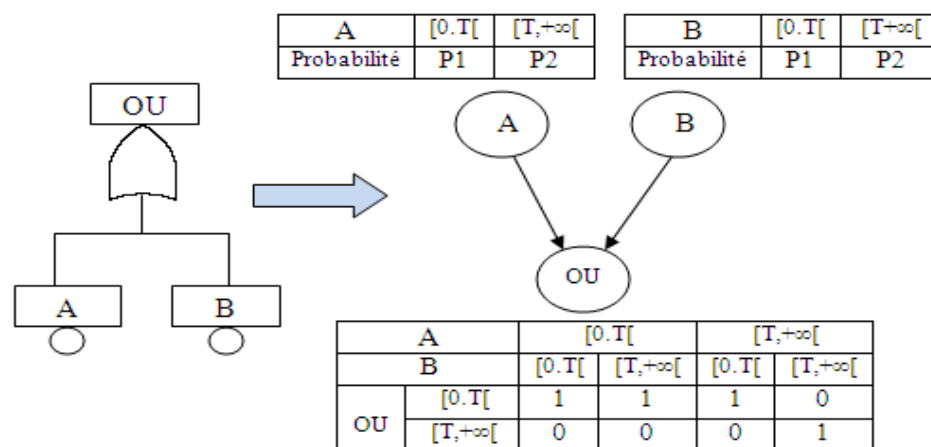 A [0.T[ [T,+∞[
Probabilité P1 P2
B [0.T[ [T+∞[
Probabilité P1 P2
OU
A
B
A
B
OU
A [0.T[ [T,+∞[
B [0.T[ [T,+∞[ [0.T[ [T,+∞[
OU [0.T[ 1 1 1 0
[T,+∞[ 0 0 0 1